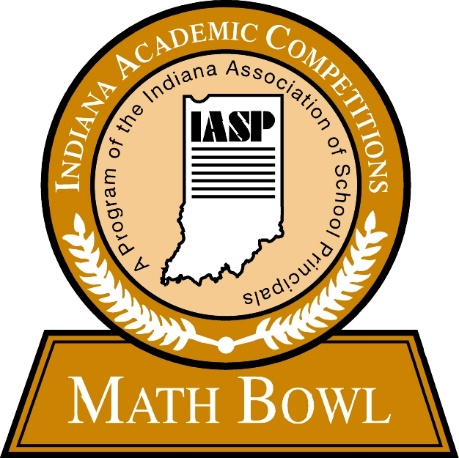 INDIANA ACADEMIC COMPETITIONS
A Program of the Indiana Association of School Principals
IASP
MATH BOWL